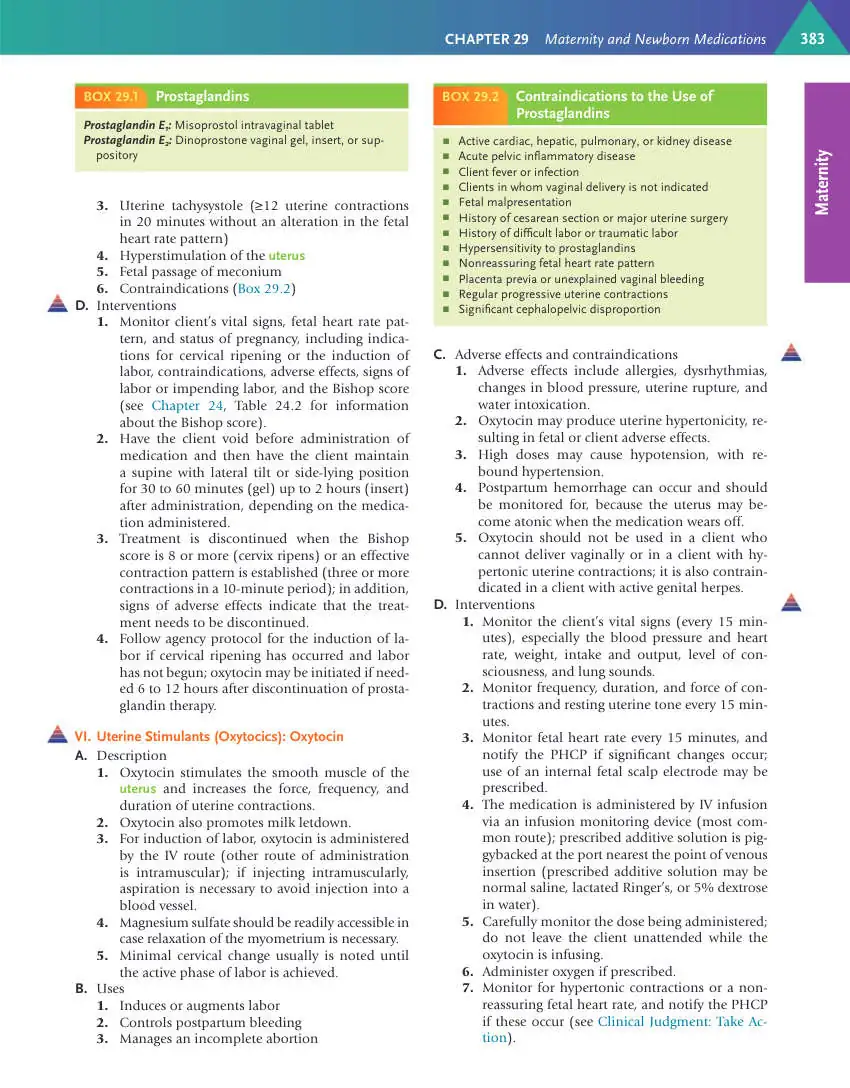 CHAPTER 29 Maternity and Newborn Medications 383
BOX 29.1 Prostaglandins
Prostaglandin E₁: Misoprostol intravaginal tablet
Prostaglandin E₂: Dinoprostone vaginal gel, insert, or sup-
pository
3. Uterine tachysystole (≥12 uterine contractions
in 20 minutes without an alteration in the fetal
heart rate pattern)
4. Hyperstimulation of the uterus
5. Fetal passage of meconium
6. Contraindications (Box 29.2)
D. Interventions
1. Monitor client's vital signs, fetal heart rate pat-
tern, and status of pregnancy, including indica-
tions for cervical ripening or the induction of
labor, contraindications, adverse effects, signs of
labor or impending labor, and the Bishop score
(see Chapter 24, Table 24.2 for information
about the Bishop score).
2. Have the client void before administration of
medication and then have the client maintain
a supine with lateral tilt or side-lying position
for 30 to 60 minutes (gel) up to 2 hours (insert)
after administration, depending on the medica-
tion administered.
3. Treatment is discontinued when the Bishop
score is 8 or more (cervix ripens) or an effective
contraction pattern is established (three or more
contractions in a 10-minute period); in addition,
signs of adverse effects indicate that the treat-
ment needs to be discontinued.
4. Follow agency protocol for the induction of la-
bor if cervical ripening has occurred and labor
has not begun; oxytocin may be initiated if need-
ed 6 to 12 hours after discontinuation of prosta-
glandin therapy.
VI. Uterine Stimulants (Oxytocics): Oxytocin
A. Description
1. Oxytocin stimulates the smooth muscle of the
uterus and increases the force, frequency, and
duration of uterine contractions.
2. Oxytocin also promotes milk letdown.
3. For induction of labor, oxytocin is administered
by the IV route (other route of administration
is intramuscular); if injecting intramuscularly,
aspiration is necessary to avoid injection into a
blood vessel.
4. Magnesium sulfate should be readily accessible in
case relaxation of the myometrium is necessary.
5. Minimal cervical change usually is noted until
the active phase of labor is achieved.
B. Uses
1. Induces or augments labor
2. Controls postpartum bleeding
3. Manages an incomplete abortion
BOX 29.2 Contraindications to the Use of
Prostaglandins
■ Active cardiac, hepatic, pulmonary, or kidney disease
■ Acute pelvic inflammatory disease
■ Client fever or infection
■ Clients in whom vaginal delivery is not indicated
■ Fetal malpresentation
■ History of cesarean section or major uterine surgery
■ History of difficult labor or traumatic labor
■ Hypersensitivity to prostaglandins
■ Nonreassuring fetal heart rate pattern
■ Placenta previa or unexplained vaginal bleeding
■ Regular progressive uterine contractions
■ Significant cephalopelvic disproportion
C. Adverse effects and contraindications
1. Adverse effects include allergies, dysrhythmias,
changes in blood pressure, uterine rupture, and
water intoxication.
2. Oxytocin may produce uterine hypertonicity, re-
sulting in fetal or client adverse effects.
3. High doses may cause hypotension, with re-
bound hypertension.
4. Postpartum hemorrhage can occur and should
be monitored for, because the uterus may be-
come atonic when the medication wears off.
5. Oxytocin should not be used in a client who
cannot deliver vaginally or in a client with hy-
pertonic uterine contractions; it is also contrain-
dicated in a client with active genital herpes.
D. Interventions
1. Monitor the client's vital signs (every 15 min-
utes), especially the blood pressure and heart
rate, weight, intake and output, level of con-
sciousness, and lung sounds.
2. Monitor frequency, duration, and force of con-
tractions and resting uterine tone every 15 min-
utes.
3. Monitor fetal heart rate every 15 minutes, and
notify the PHCP if significant changes occur;
use of an internal fetal scalp electrode may be
prescribed.
4. The medication is administered by IV infusion
via an infusion monitoring device (most com-
mon route); prescribed additive solution is pig-
gybacked at the port nearest the point of venous
insertion (prescribed additive solution may be
normal saline, lactated Ringer's, or 5% dextrose
in water).
5. Carefully monitor the dose being administered;
do not leave the client unattended while the
oxytocin is infusing.
6. Administer oxygen if prescribed.
7. Monitor for hypertonic contractions or a non-
reassuring fetal heart rate, and notify the PHCP
if these occur (see Clinical Judgment: Take Ac-
tion).
Maternity